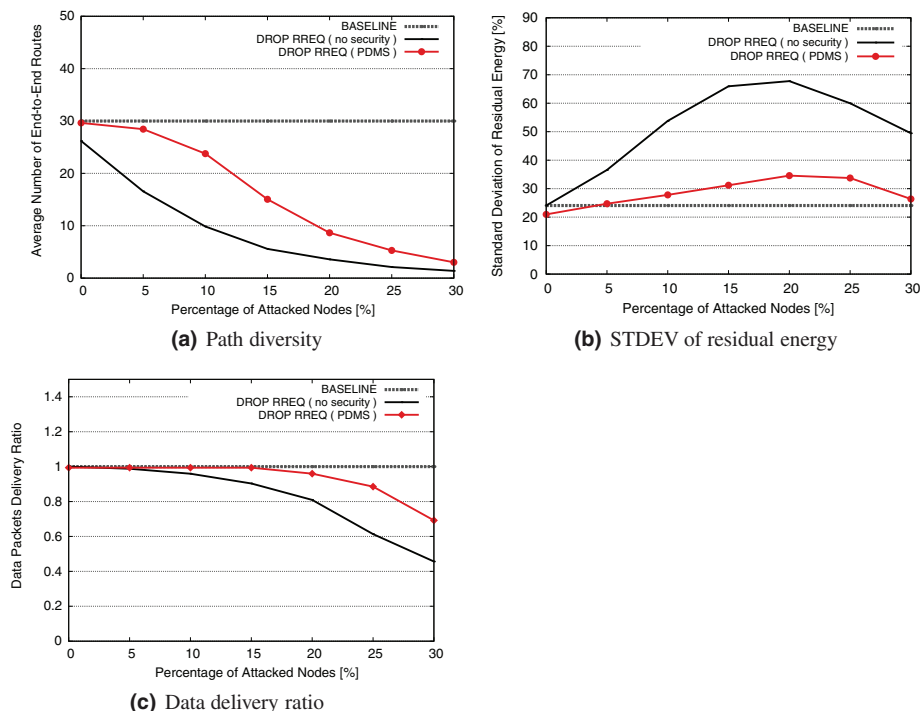 BASELINE
DROP RREQ ( no security )
DROP RREQ ( PDMS )
Average Number of End-to-End Routes
50
40
30
20
10
0
0 5 10 15 20 25 30
Percentage of Attacked Nodes [%]
(a) Path diversity
BASELINE
DROP RREQ ( no security )
DROP RREQ ( PDMS )
Standard Deviation of Residual Energy [%]
90
80
70
60
50
40
30
20
10
0
0 5 10 15 20 25 30
Percentage of Attacked Nodes [%]
(b) STDEV of residual energy
BASELINE
DROP RREQ ( no security )
DROP RREQ ( PDMS )
Data Packets Delivery Ratio
1.4
1.2
1
0.8
0.6
0.4
0.2
0
0 5 10 15 20 25 30
Percentage of Attacked Nodes [%]
(c) Data delivery ratio